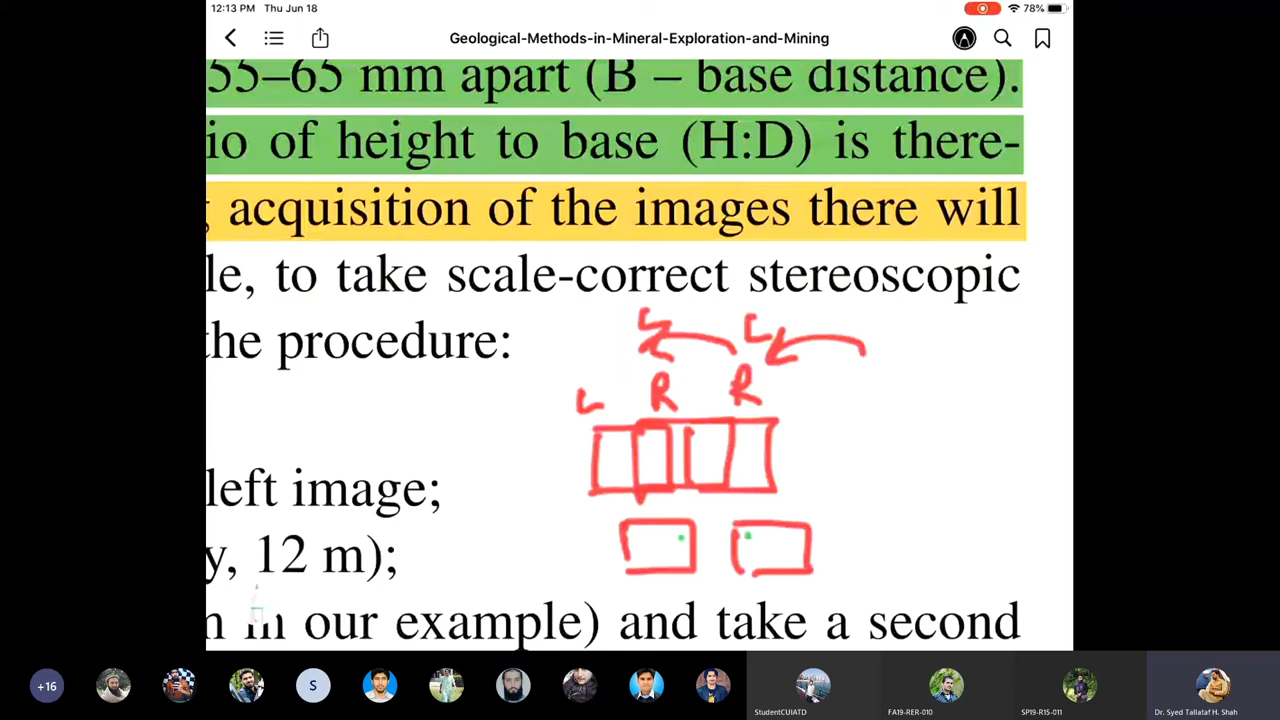 12:13 PM Thu Jun 18
78%
Geological-Methods-in-Mineral-Exploration-and-Mining
55–65 mm apart (B – base distance).
io of height to base (H:D) is there-
acquisition of the images there will
le, to take scale-correct stereoscopic
the procedure:
L L
L R R
left image;
y, 12 m);
in our example) and take a second
+16
S
StudentCUIATD
FA19-RER-010
SP19-R15-011
Dr. Syed Tallataf H. Shah